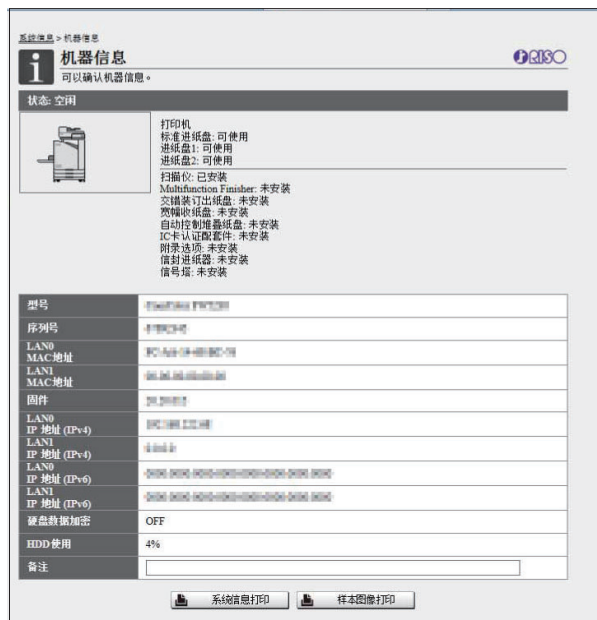 系统信息 > 机器信息
机器信息
RISO
可以确认机器信息。
状态: 空闲
打印机
标准进纸盘: 可使用
进纸盘1: 可使用
进纸盘2: 可使用
扫描仪: 已安装
Multifunction Finisher: 未安装
交错装订出纸盘: 未安装
宽幅收纸盘: 未安装
自动控制堆叠纸盘: 未安装
IC卡认证配套件: 未安装
附录选项: 未安装
信封进纸器: 未安装
信号塔: 未安装
型号
序列号
LAN0
MAC地址
LAN1
MAC地址
固件
LAN0
IP 地址 (IPv4)
LAN1
IP 地址 (IPv4)
LAN0
IP 地址 (IPv6)
LAN1
IP 地址 (IPv6)
硬盘数据加密 OFF
HDD使用 4%
备注
系统信息打印 样本图像打印